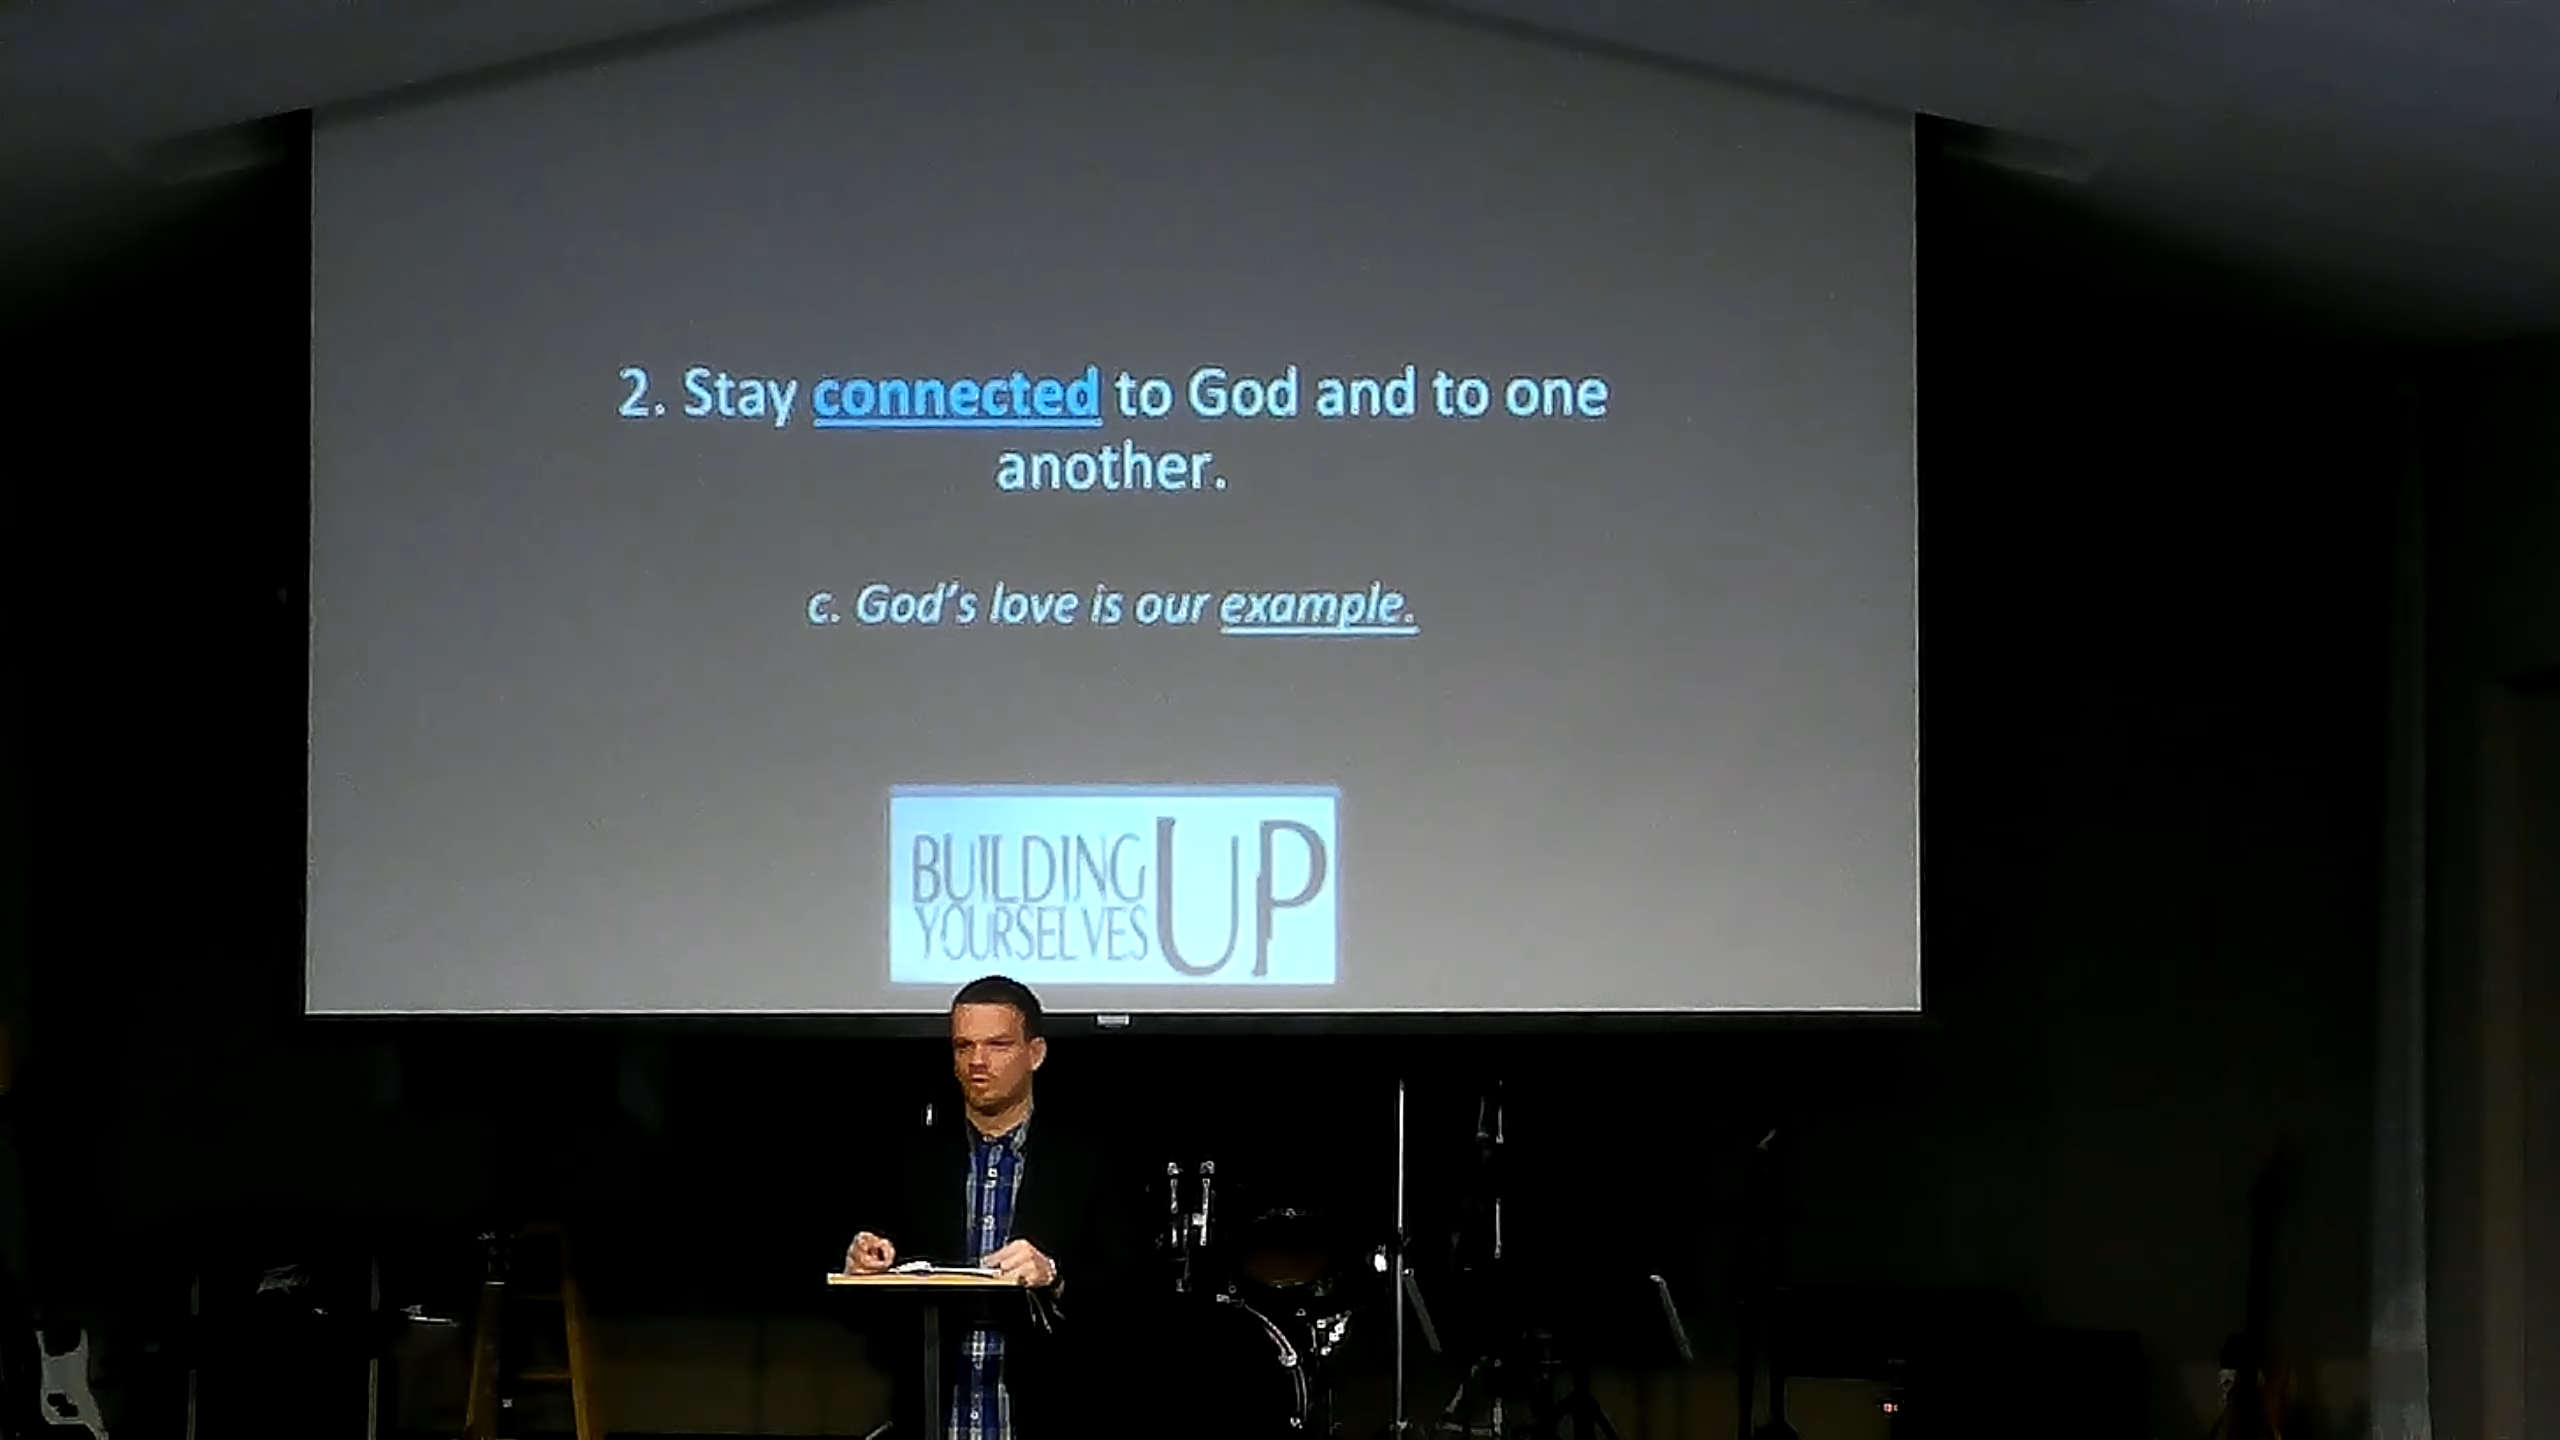 2. Stay connected to God and to one
another.
c. God's love is our example.
BUILDING
YOURSELVES
UP